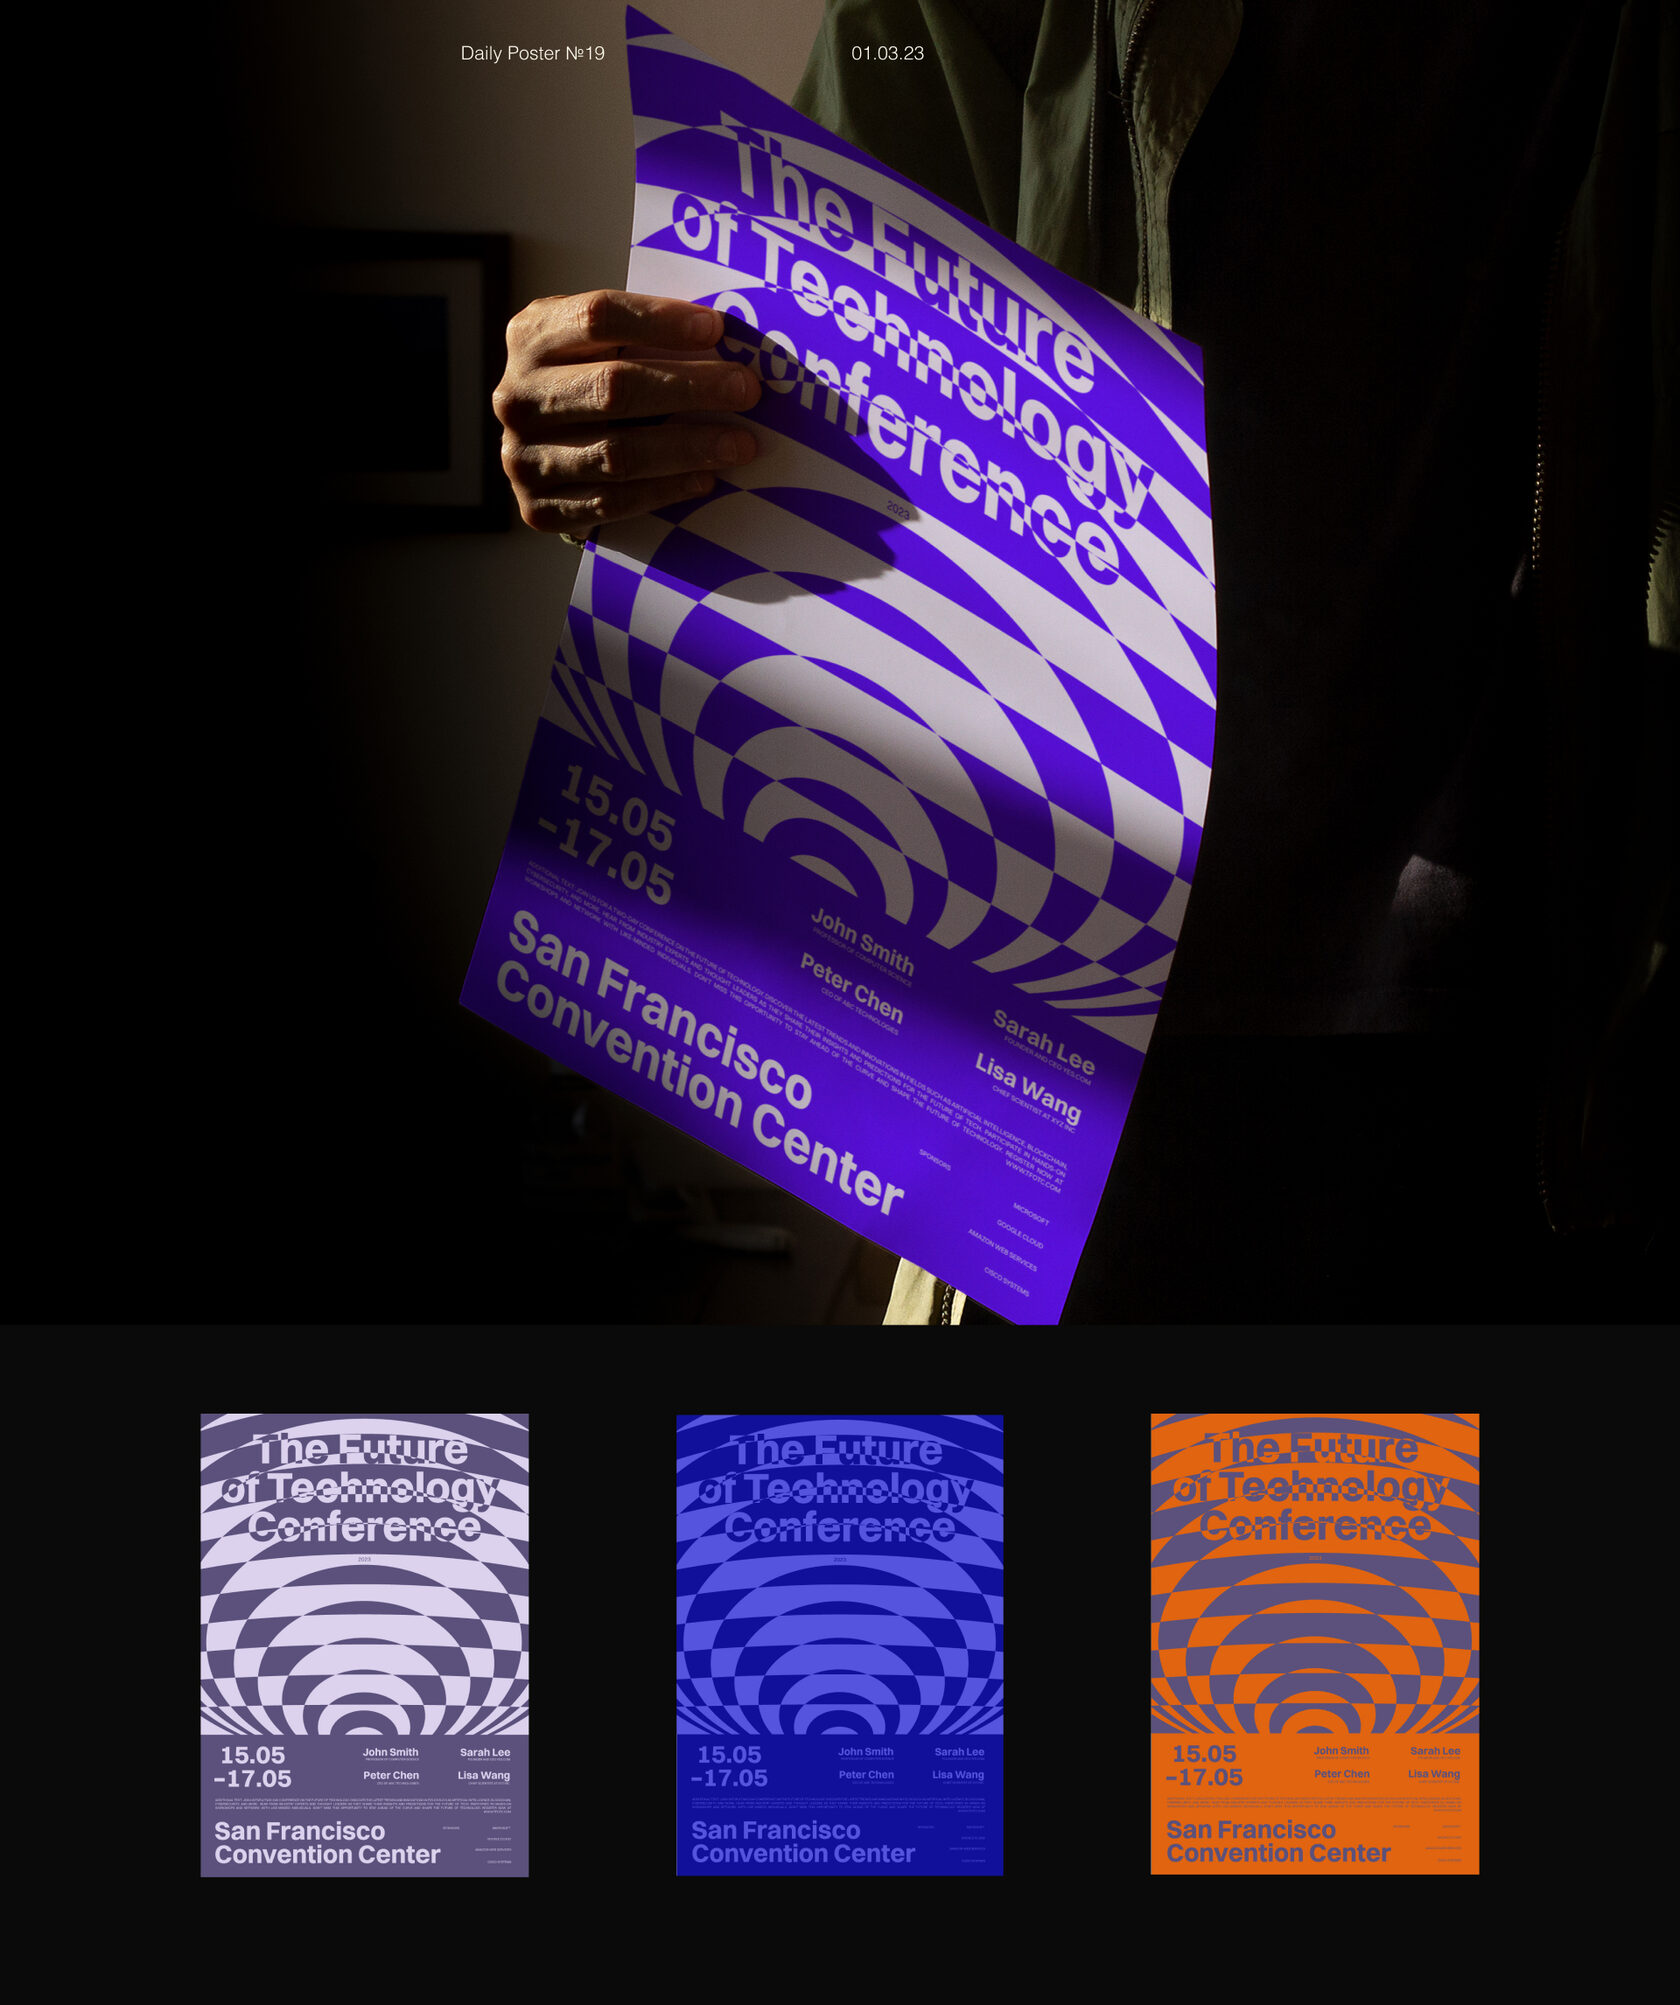 Daily Poster №19
01.03.23
The Future
of Technology
Conference
2023
15.05
–17.05
John Smith
PROFESSOR OF COMPUTER SCIENCE
Peter Chen
CEO OF ABC TECHNOLOGIES
Sarah Lee
FOUNDER AND CEO YES.COM
Lisa Wang
CHIEF SCIENTIST AT XYZ INC
ADDITIONAL TEXT: JOIN US FOR A TWO-DAY CONFERENCE ON THE FUTURE OF TECHNOLOGY. DISCOVER THE LATEST TRENDS AND INNOVATIONS IN FIELDS SUCH AS ARTIFICIAL INTELLIGENCE, BLOCKCHAIN,
CYBERSECURITY, AND MORE. HEAR FROM INDUSTRY EXPERTS AND THOUGHT LEADERS AS THEY SHARE THEIR INSIGHTS AND PREDICTIONS FOR THE FUTURE OF TECH. PARTICIPATE IN HANDS-ON
WORKSHOPS AND NETWORK WITH LIKE-MINDED INDIVIDUALS. DON'T MISS THIS OPPORTUNITY TO STAY AHEAD OF THE CURVE AND SHAPE THE FUTURE OF TECHNOLOGY. REGISTER NOW AT
WWW.TFOTC.COM
San Francisco
Convention Center
SPONSORS
MICROSOFT
GOOGLE CLOUD
AMAZON WEB SERVICES
CISCO SYSTEMS
The Future
of Technology
Conference
2023
15.05
–17.05
John Smith
Peter Chen
Sarah Lee
Lisa Wang
San Francisco
Convention Center
The Future
of Technology
Conference
2023
15.05
–17.05
John Smith
Peter Chen
Sarah Lee
Lisa Wang
San Francisco
Convention Center
The Future
of Technology
Conference
2023
15.05
–17.05
John Smith
Peter Chen
Sarah Lee
Lisa Wang
San Francisco
Convention Center